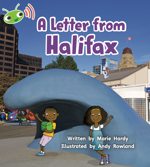 A Letter from
Halifax
Written by Marie Hardy
Illustrated by Andy Rowland